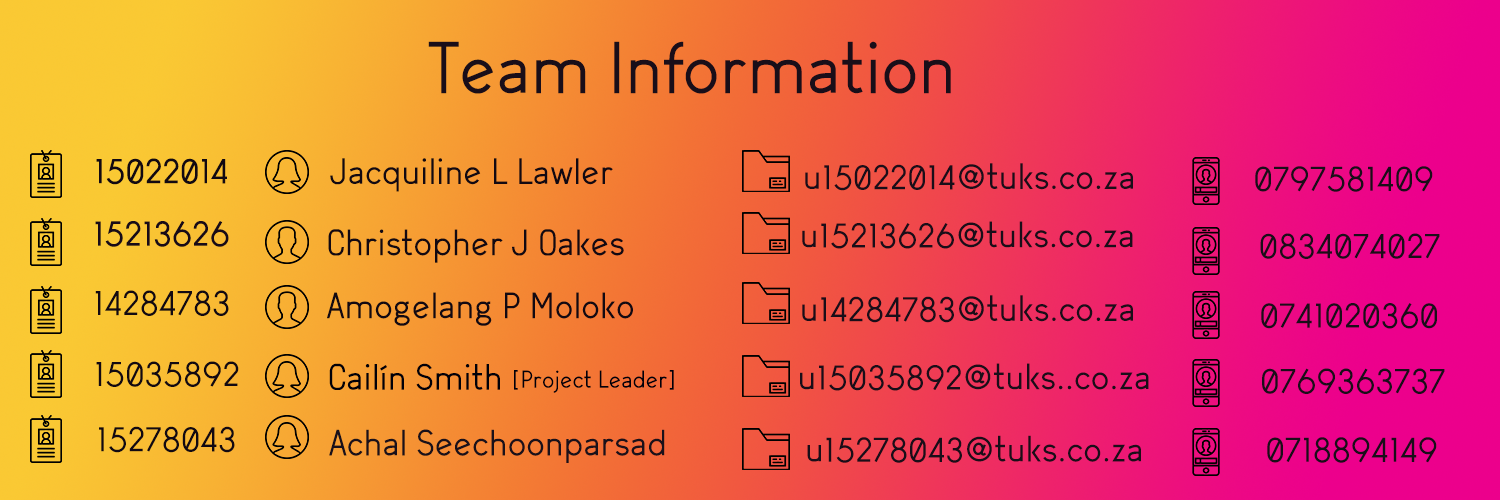 Team Information
15022014 Jacquiline L Lawler u15022014@tuks.co.za 0797581409
15213626 Christopher J Oakes u15213626@tuks.co.za 0834074027
14284783 Amogelang P Moloko u14284783@tuks.co.za 0741020360
15035892 Cailín Smith [Project Leader] u15035892@tuks..co.za 0769363737
15278043 Achal Seechoonparsad u15278043@tuks.co.za 0718894149